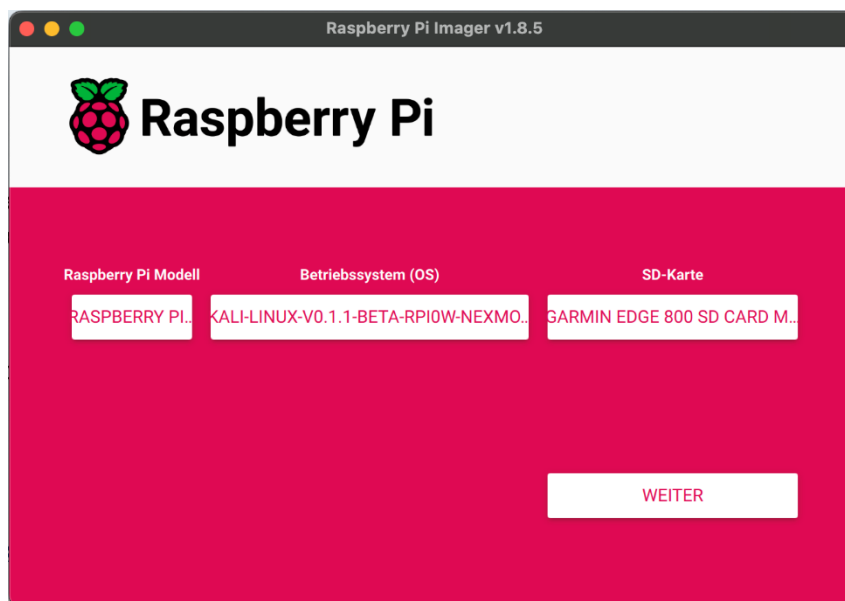 Raspberry Pi Imager v1.8.5
Raspberry Pi
Raspberry Pi Modell
Betriebssystem (OS)
SD-Karte
RASPBERRY PI..
KALI-LINUX-V0.1.1-BETA-RPI0W-NEXMO..
GARMIN EDGE 800 SD CARD M...
WEITER